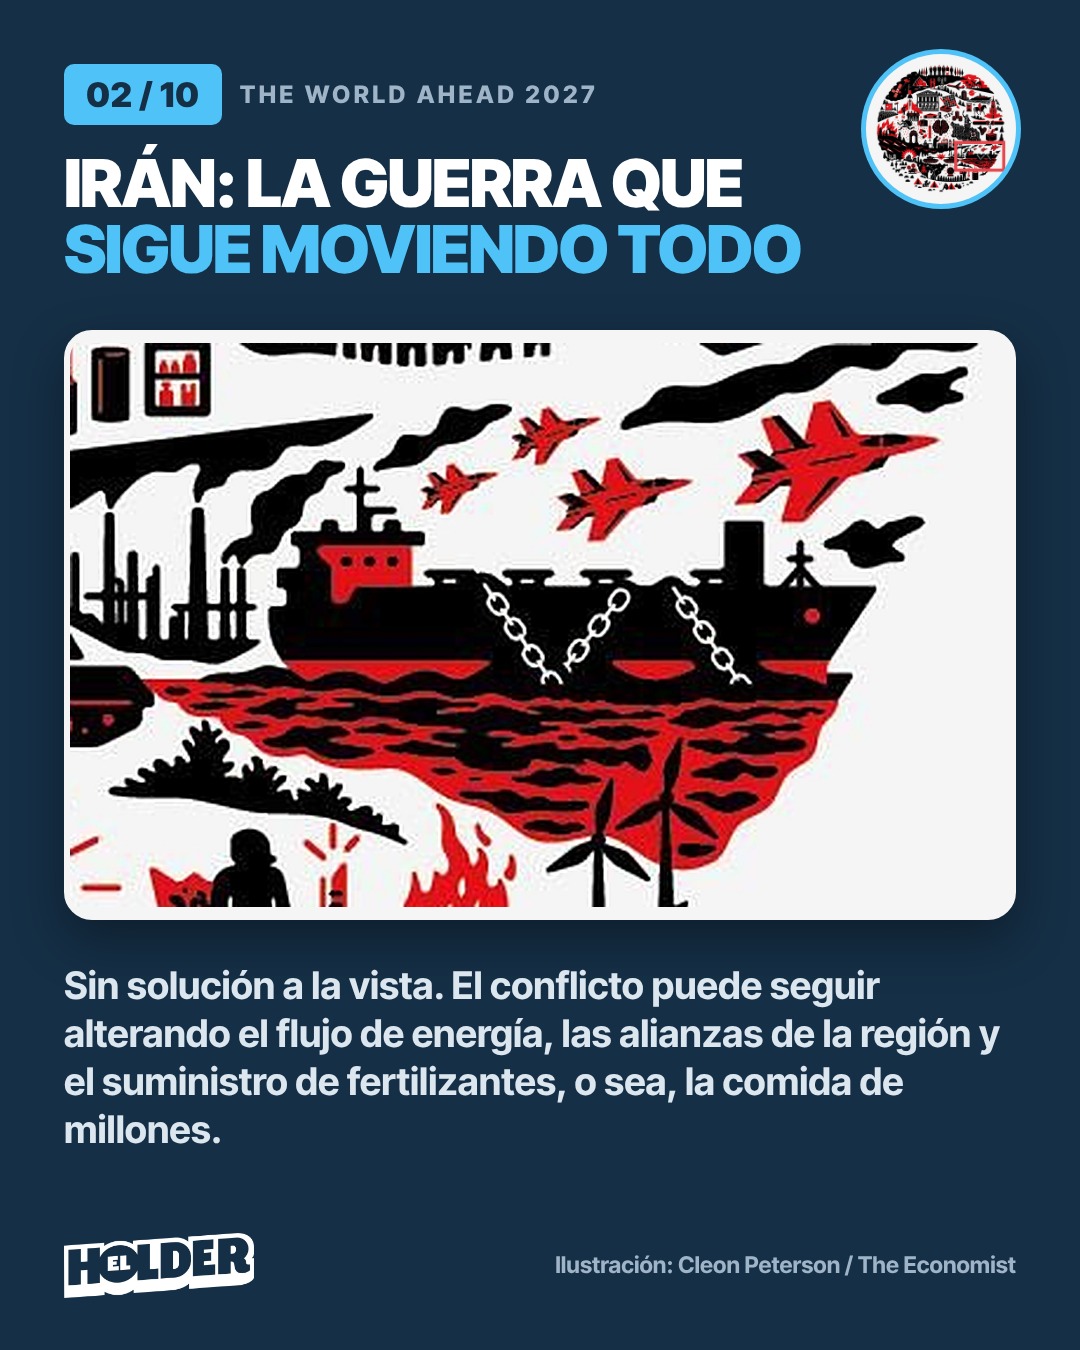 02 / 10
THE WORLD AHEAD 2027
IRÁN: LA GUERRA QUE
SIGUE MOVIENDO TODO
Sin solución a la vista. El conflicto puede seguir
alterando el flujo de energía, las alianzas de la región y
el suministro de fertilizantes, o sea, la comida de
millones.
EL HOLDER
Ilustración: Cleon Peterson / The Economist